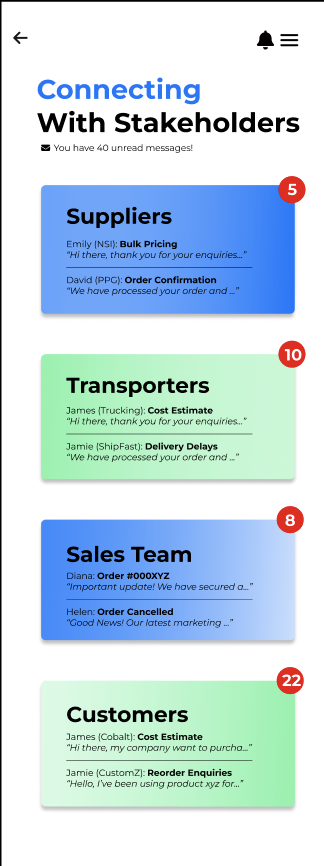 Connecting
With Stakeholders
You have 40 unread messages!
5
Suppliers
Emily (NSI): Bulk Pricing
“Hi there, thank you for your enquiries...”
David (PPG): Order Confirmation
“We have processed your order and ...”
10
Transporters
James (Trucking): Cost Estimate
“Hi there, thank you for your enquiries...”
Jamie (ShipFast): Delivery Delays
“We have processed your order and ...”
8
Sales Team
Diana: Order #000XYZ
“Important update! We have secured a...”
Helen: Order Cancelled
“Good News! Our latest marketing ...”
22
Customers
James (Cobalt): Cost Estimate
“Hi there, my company want to purcha...”
Jamie (CustomZ): Reorder Enquiries
“Hello, I’ve been using product xyz for...”